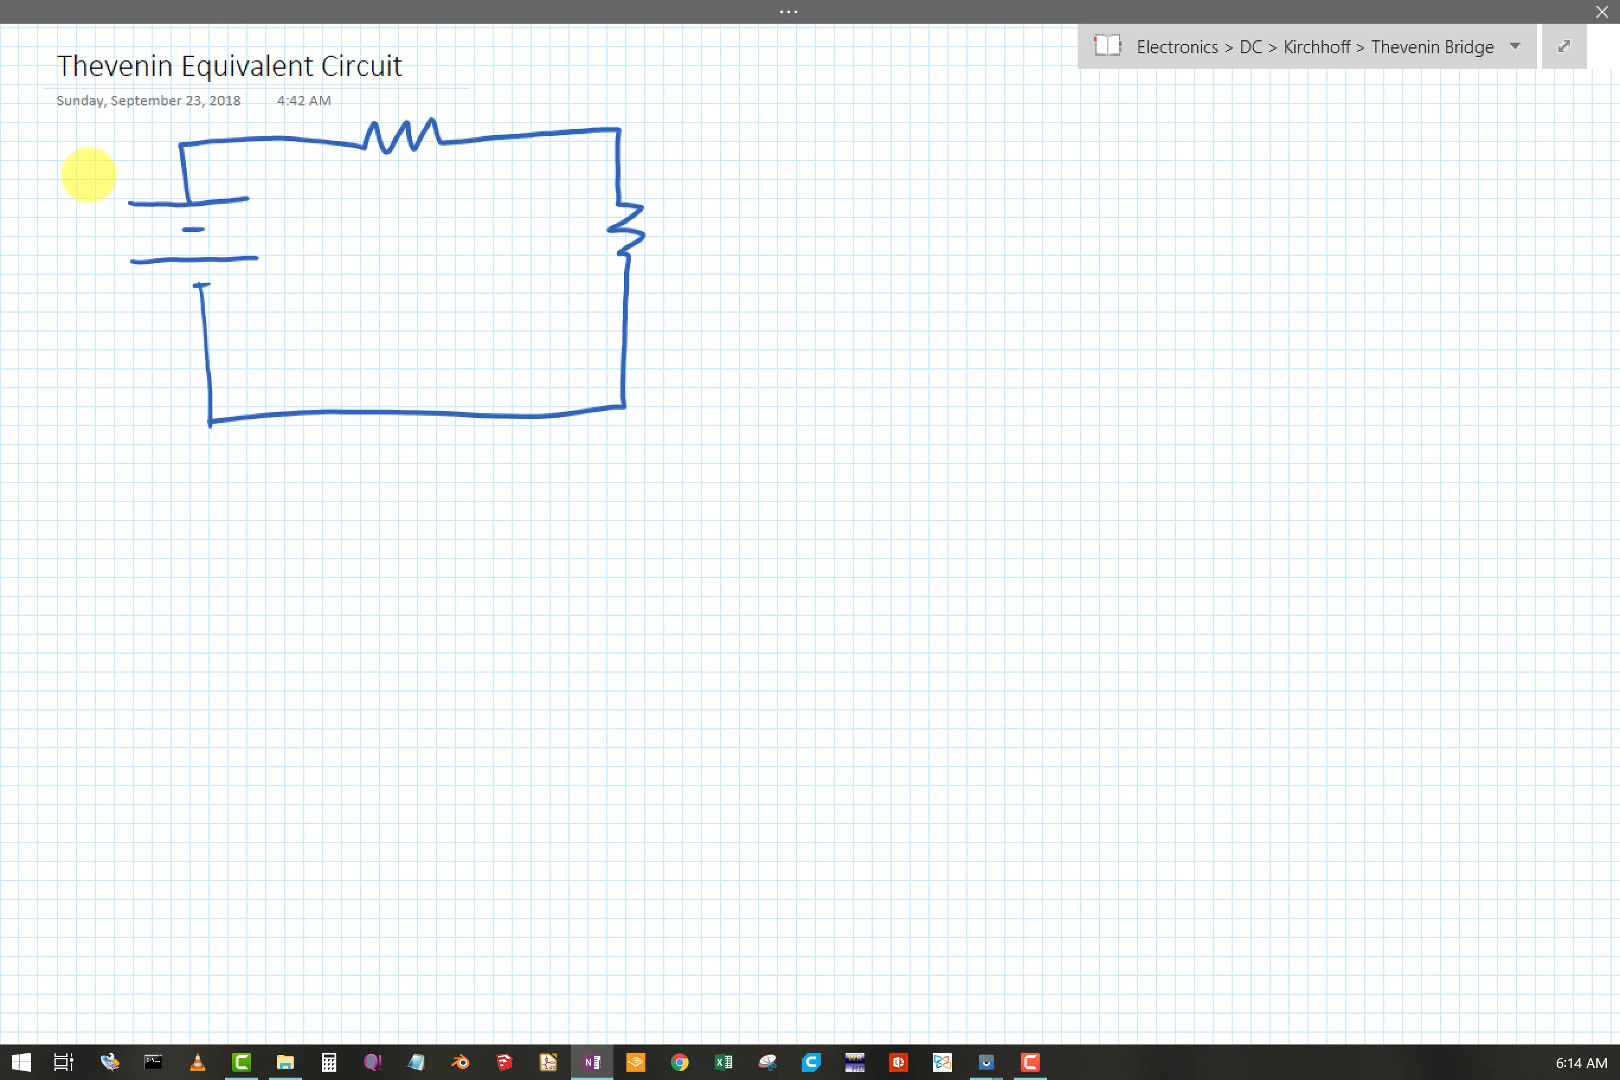 Electronics > DC > Kirchhoff > Thevenin Bridge
Thevenin Equivalent Circuit
Sunday, September 23, 2018 4:42 AM
6:14 AM